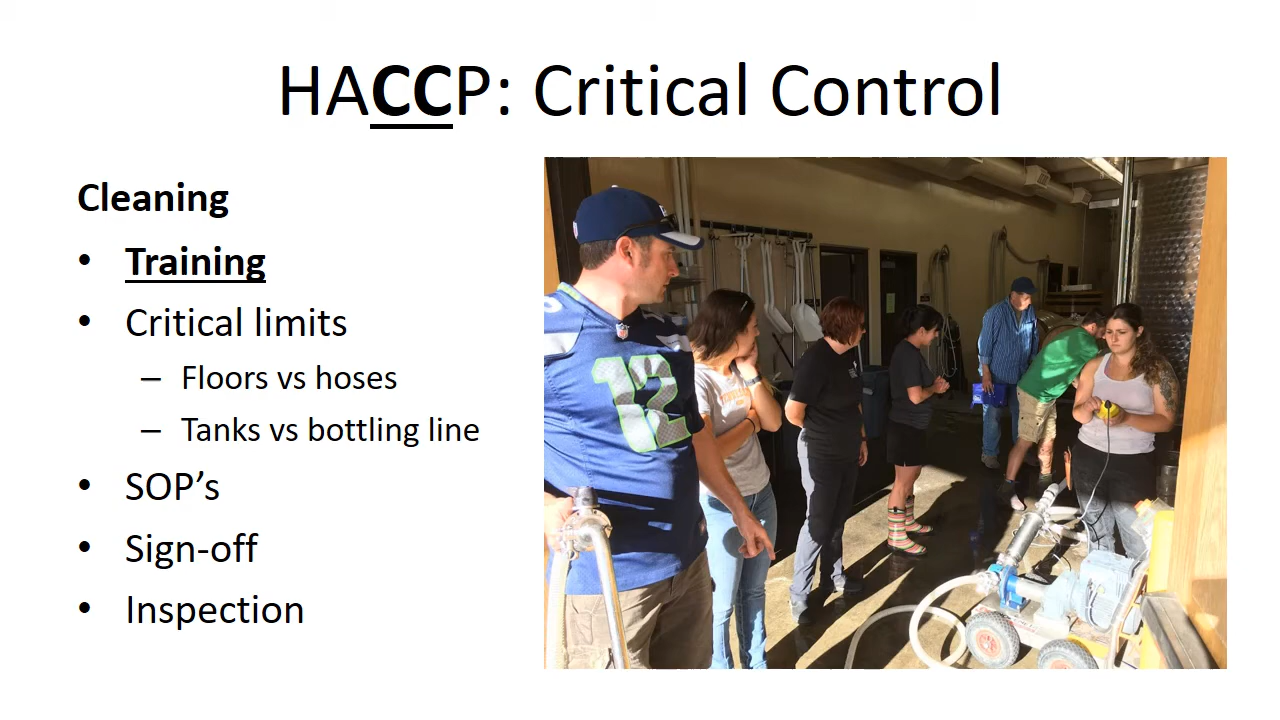 HACCP: Critical Control
Cleaning
• Training
• Critical limits
– Floors vs hoses
– Tanks vs bottling line
• SOP’s
• Sign-off
• Inspection
12